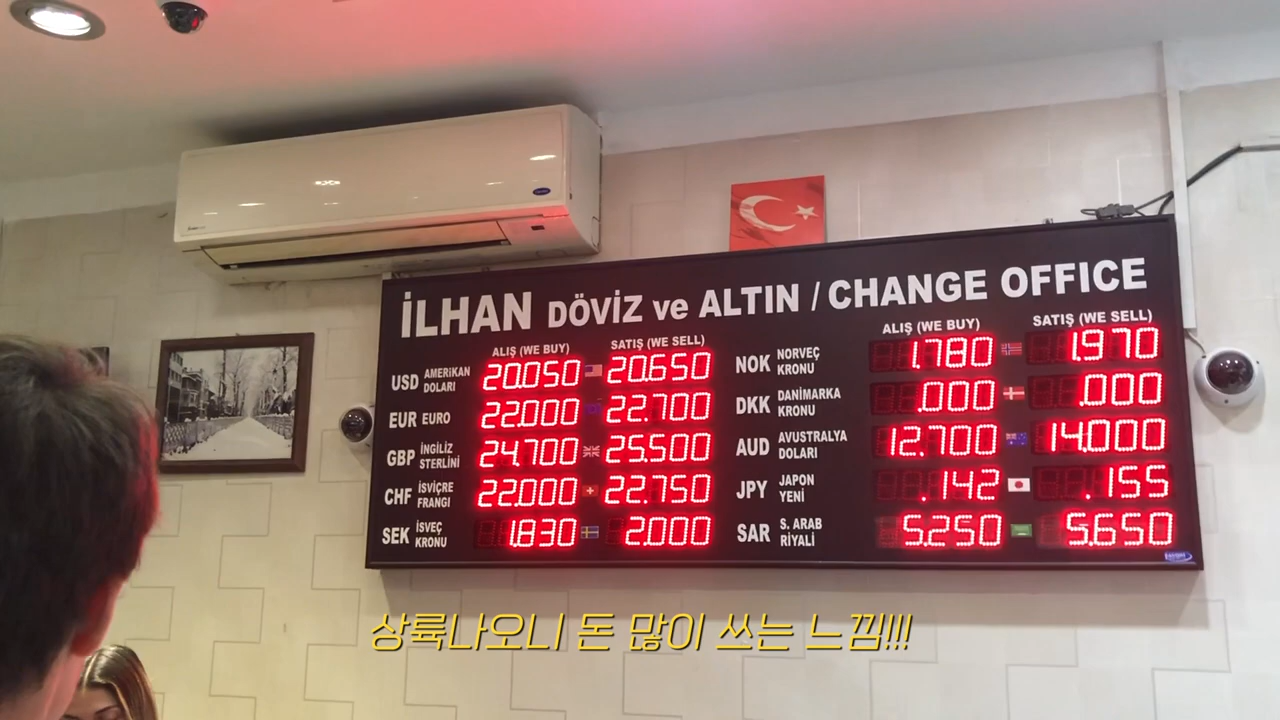 İLHAN DÖVİZ ve ALTIN / CHANGE OFFICE
ALIŞ (WE BUY) SATIŞ (WE SELL)
USD AMERIKAN DOLARI 20.050 20.650
EUR EURO 22.000 22.700
GBP İNGİLİZ STERLİNİ 24.700 25.500
CHF İSVİÇRE FRANGI 22.000 22.750
SEK İSVEÇ KRONU 1.830 2.000
ALIŞ (WE BUY) SATIŞ (WE SELL)
NOK NORVEÇ KRONU 1.780 1.970
DKK DANİMARKA KRONU .000 .000
AUD AVUSTRALYA DOLARI 12.700 14.000
JPY JAPON YENİ .142 .155
SAR S. ARAB RİYALİ 5.250 5.650
상륙나오니 돈 많이 쓰는 느낌!!!